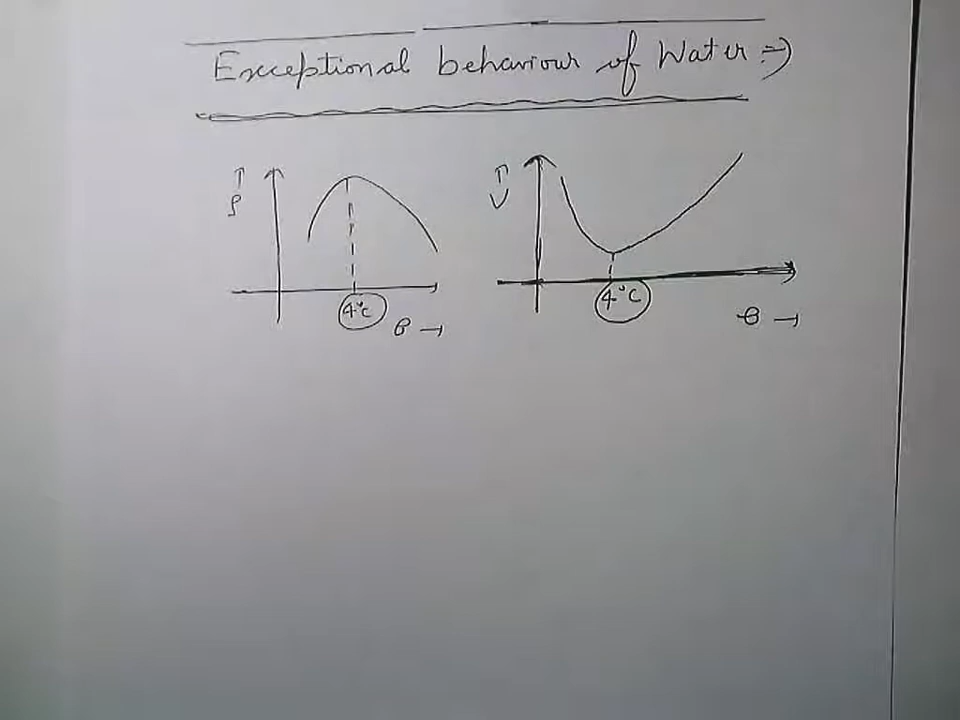 Exceptional behaviour of Water :-)
↑ ρ
4°C
θ →
↑ V
4°C
θ →